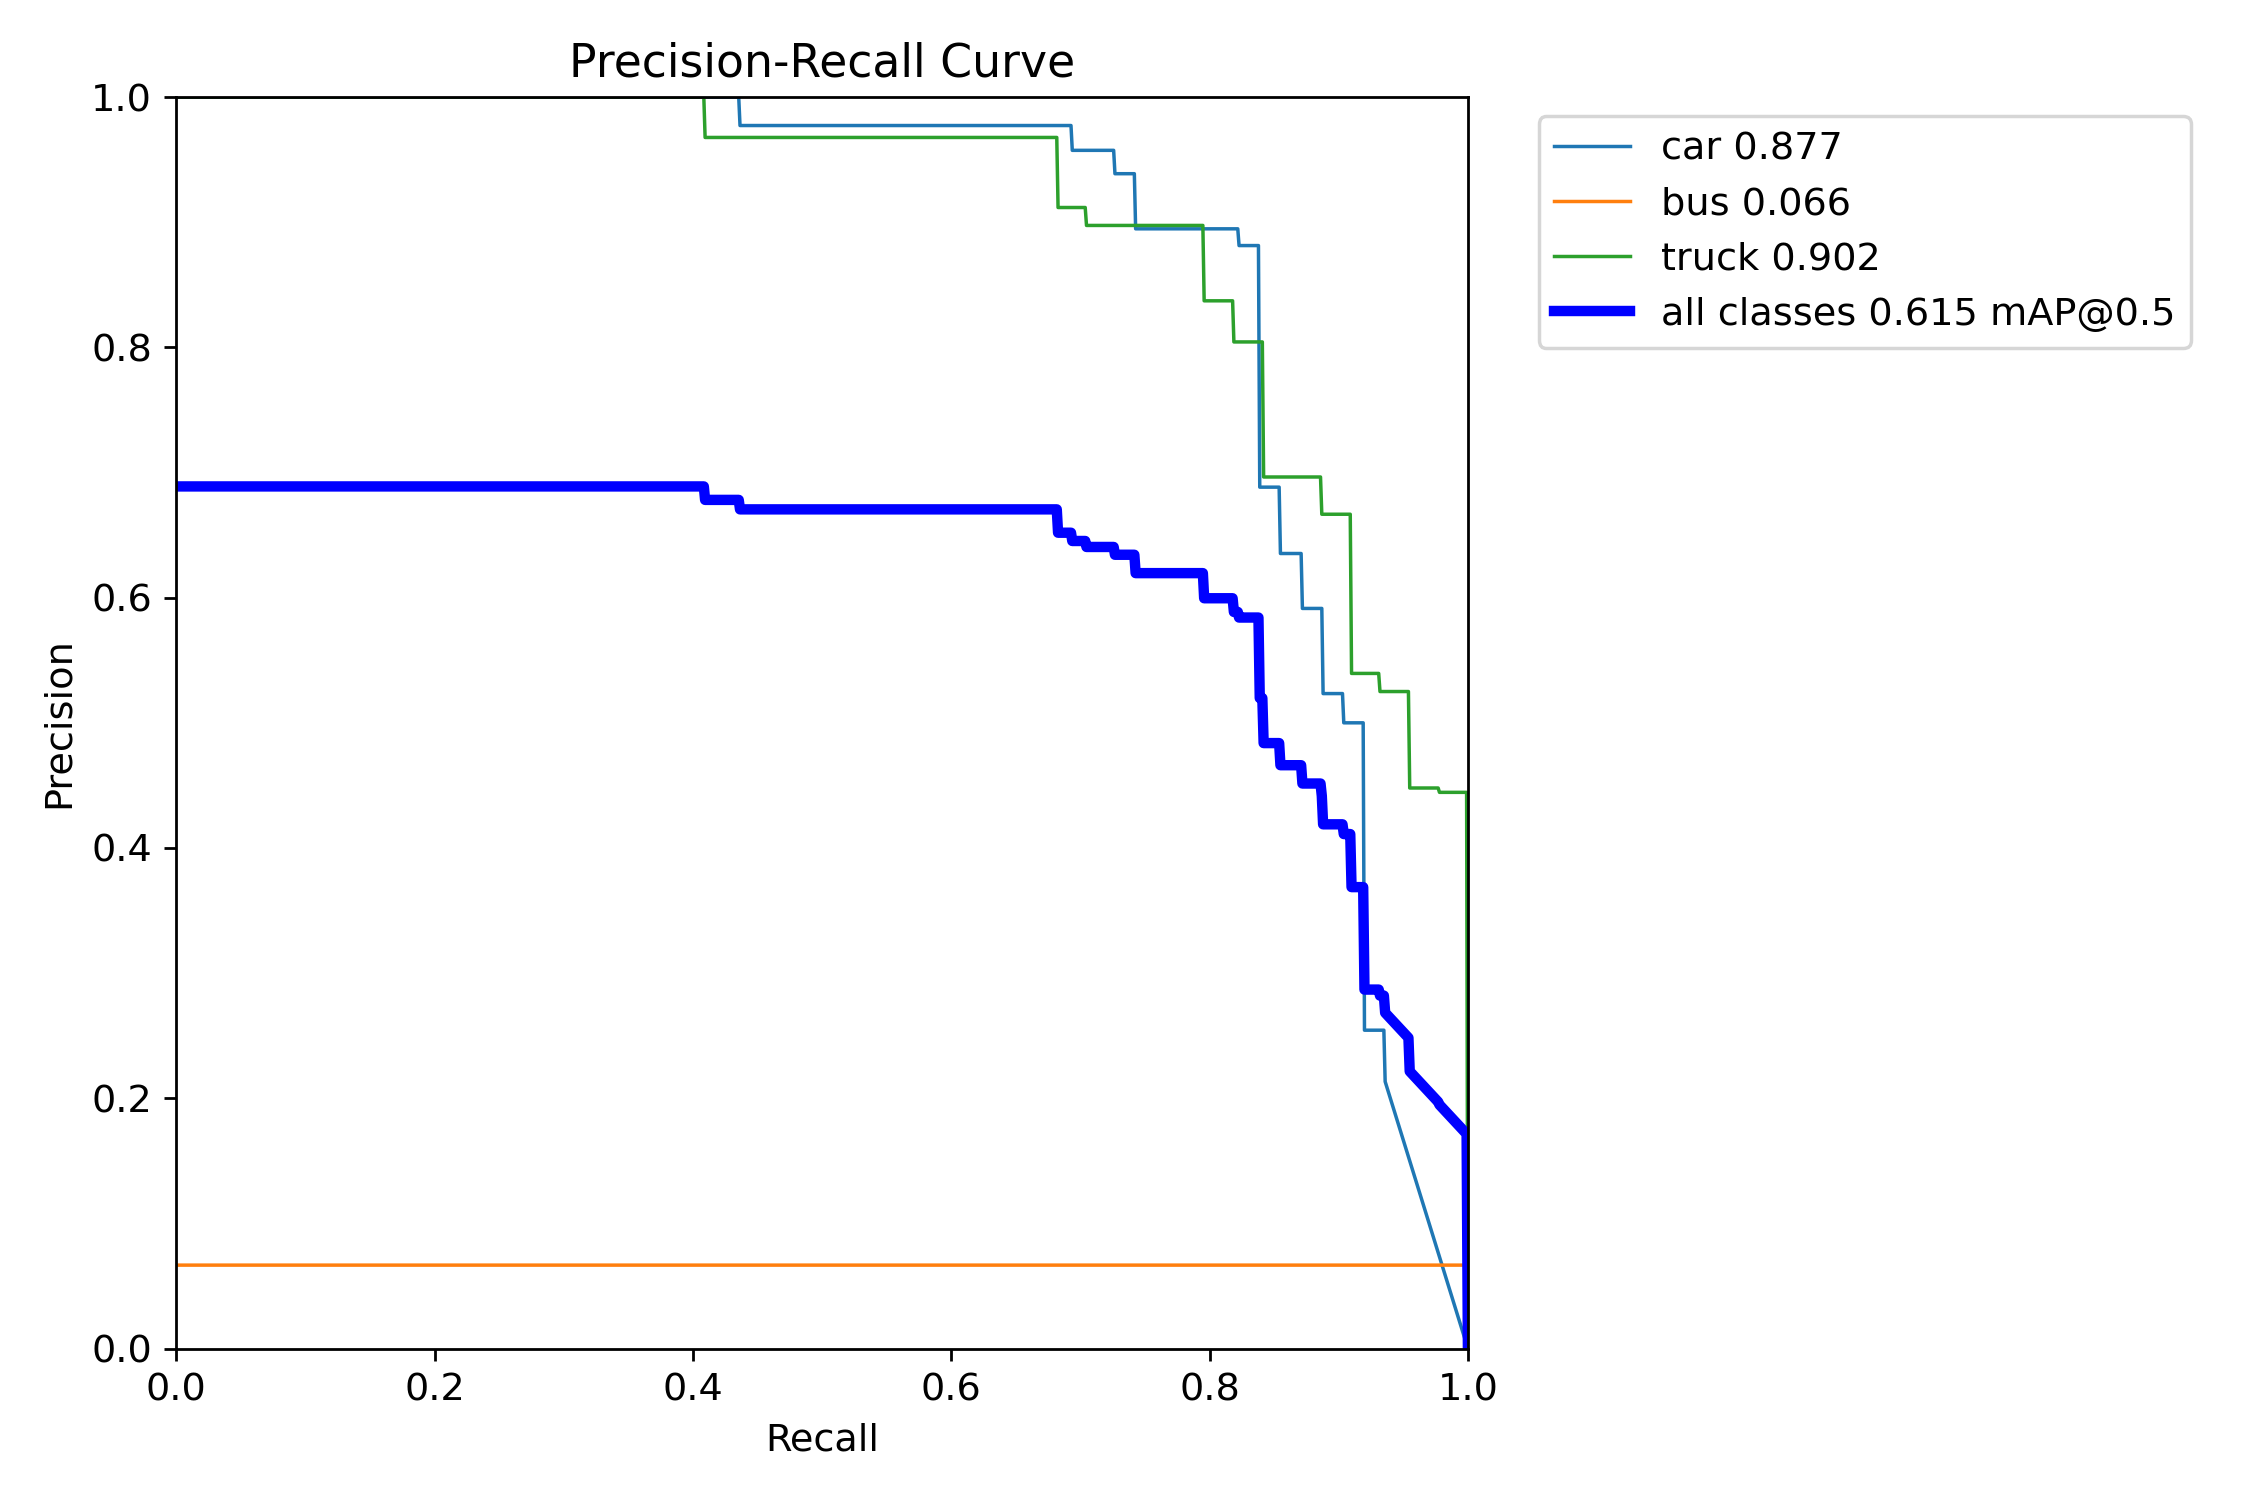 Precision-Recall Curve
1.0
0.8
0.6
0.4
0.2
0.0
Precision
0.0 0.2 0.4 0.6 0.8 1.0
Recall
car 0.877
bus 0.066
truck 0.902
all classes 0.615 mAP@0.5